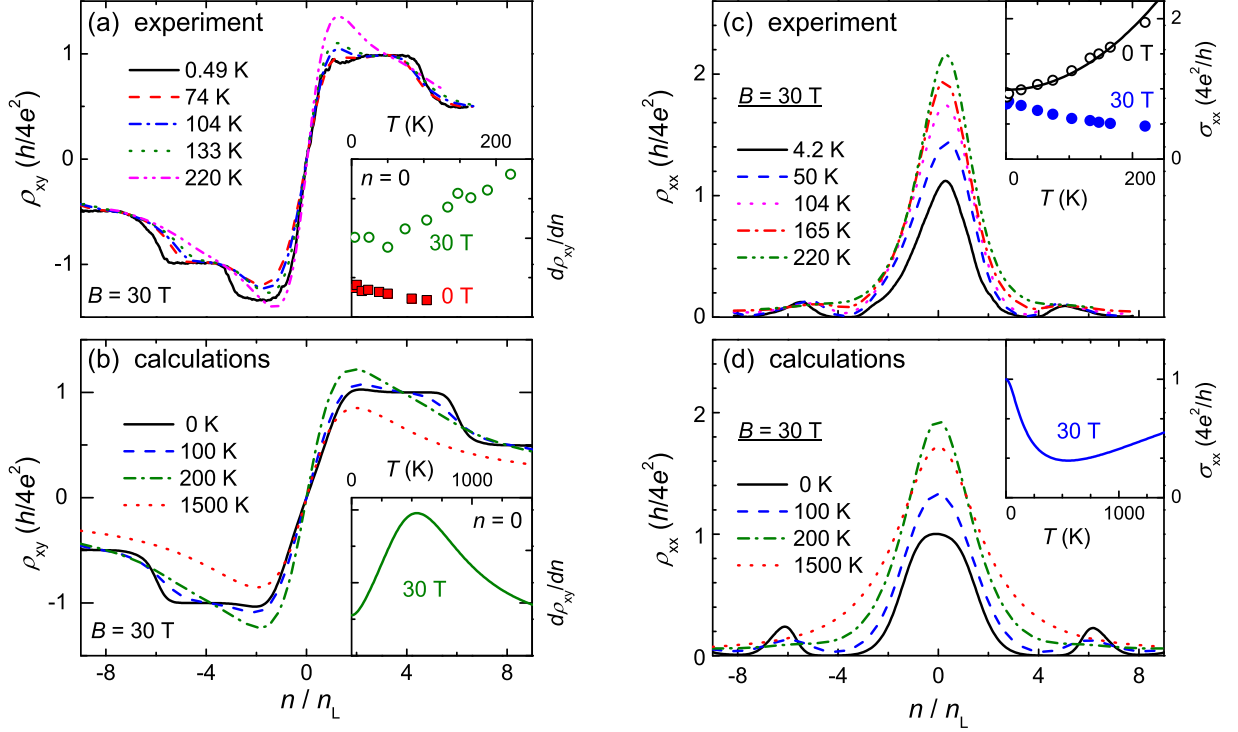 (a) experiment
ρxy (h/4e²)
1
0
-1
0.49 K
74 K
104 K
133 K
220 K
B = 30 T
T (K)
0
200
n = 0
30 T
0 T
dρxy/dn
(b) calculations
ρxy (h/4e²)
1
0
-1
0 K
100 K
200 K
1500 K
B = 30 T
T (K)
0
1000
n = 0
30 T
dρxy/dn
-8
-4
0
4
8
n / nL
(c) experiment
ρxx (h/4e²)
2
1
0
B = 30 T
4.2 K
50 K
104 K
165 K
220 K
0 T
30 T
2
1
0
σxx (4e²/h)
0
100
200
T (K)
(d) calculations
ρxx (h/4e²)
2
1
0
B = 30 T
0 K
100 K
200 K
1500 K
30 T
1
0
σxx (4e²/h)
0
1000
T (K)
-8
-4
0
4
8
n / nL